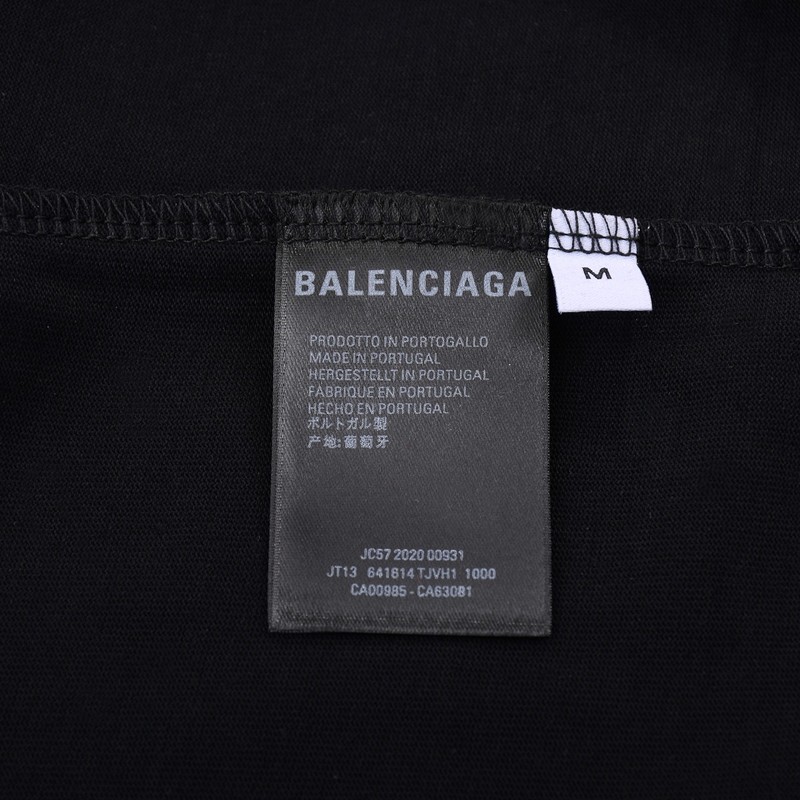 BALENCIAGA
M
PRODOTTO IN PORTOGALLO
MADE IN PORTUGAL
HERGESTELLT IN PORTUGAL
FABRIQUE EN PORTUGAL
HECHO EN PORTUGAL
ポルトガル製
产地:葡萄牙
JC57 2020 00931
JT13 641614 TJVH1 1000
CA00985 - CA63081